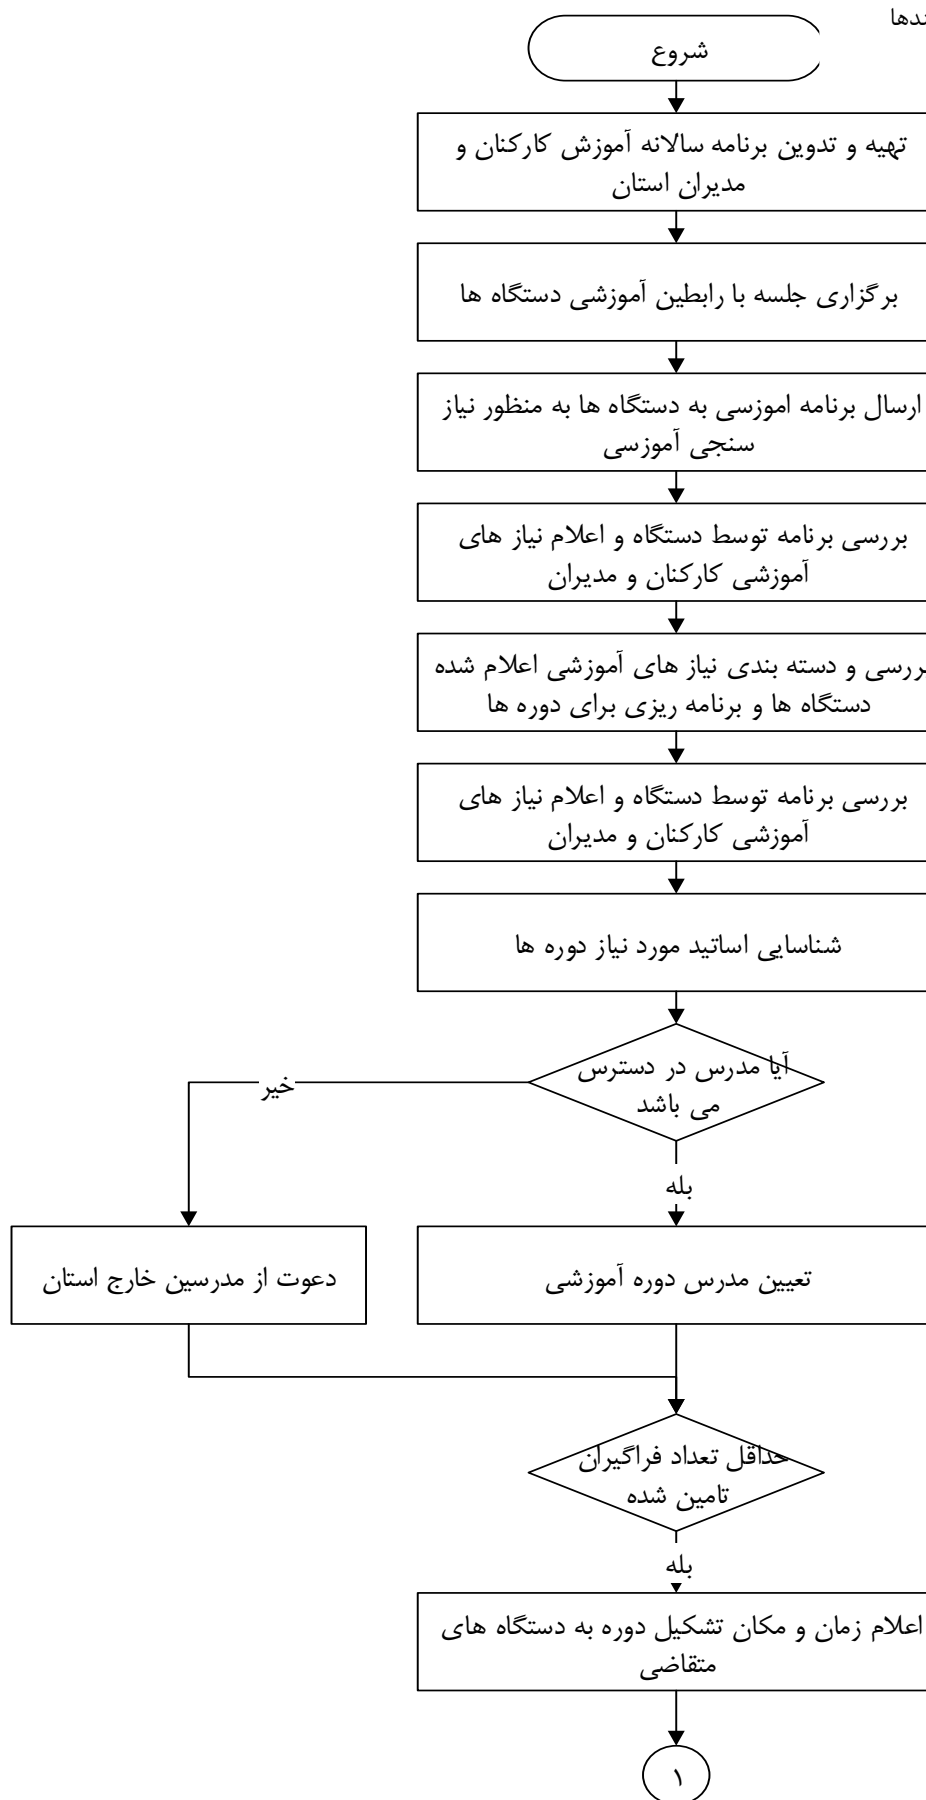 شروع
تهیه و تدوین برنامه سالانه آموزش کارکنان و
مدیران استان
برگزاری جلسه با رابطین آموزشی دستگاه ها
ارسال برنامه اموزسی به دستگاه ها به منظور نیاز
سنجی آموزسی
بررسی برنامه توسط دستگاه و اعلام نیاز های
آموزشی کارکنان و مدیران
بررسی و دسته بندی نیاز های آموزشی اعلام شده
دستگاه ها و برنامه ریزی برای دوره ها
بررسی برنامه توسط دستگاه و اعلام نیاز های
آموزشی کارکنان و مدیران
شناسایی اساتید مورد نیاز دوره ها
آیا مدرس در دسترس
می باشد
خیر
بله
تعیین مدرس دوره آموزشی
دعوت از مدرسین خارج استان
حداقل تعداد فراگیران
تامین شده
بله
اعلام زمان و مکان تشکیل دوره به دستگاه های
متقاضی
۱